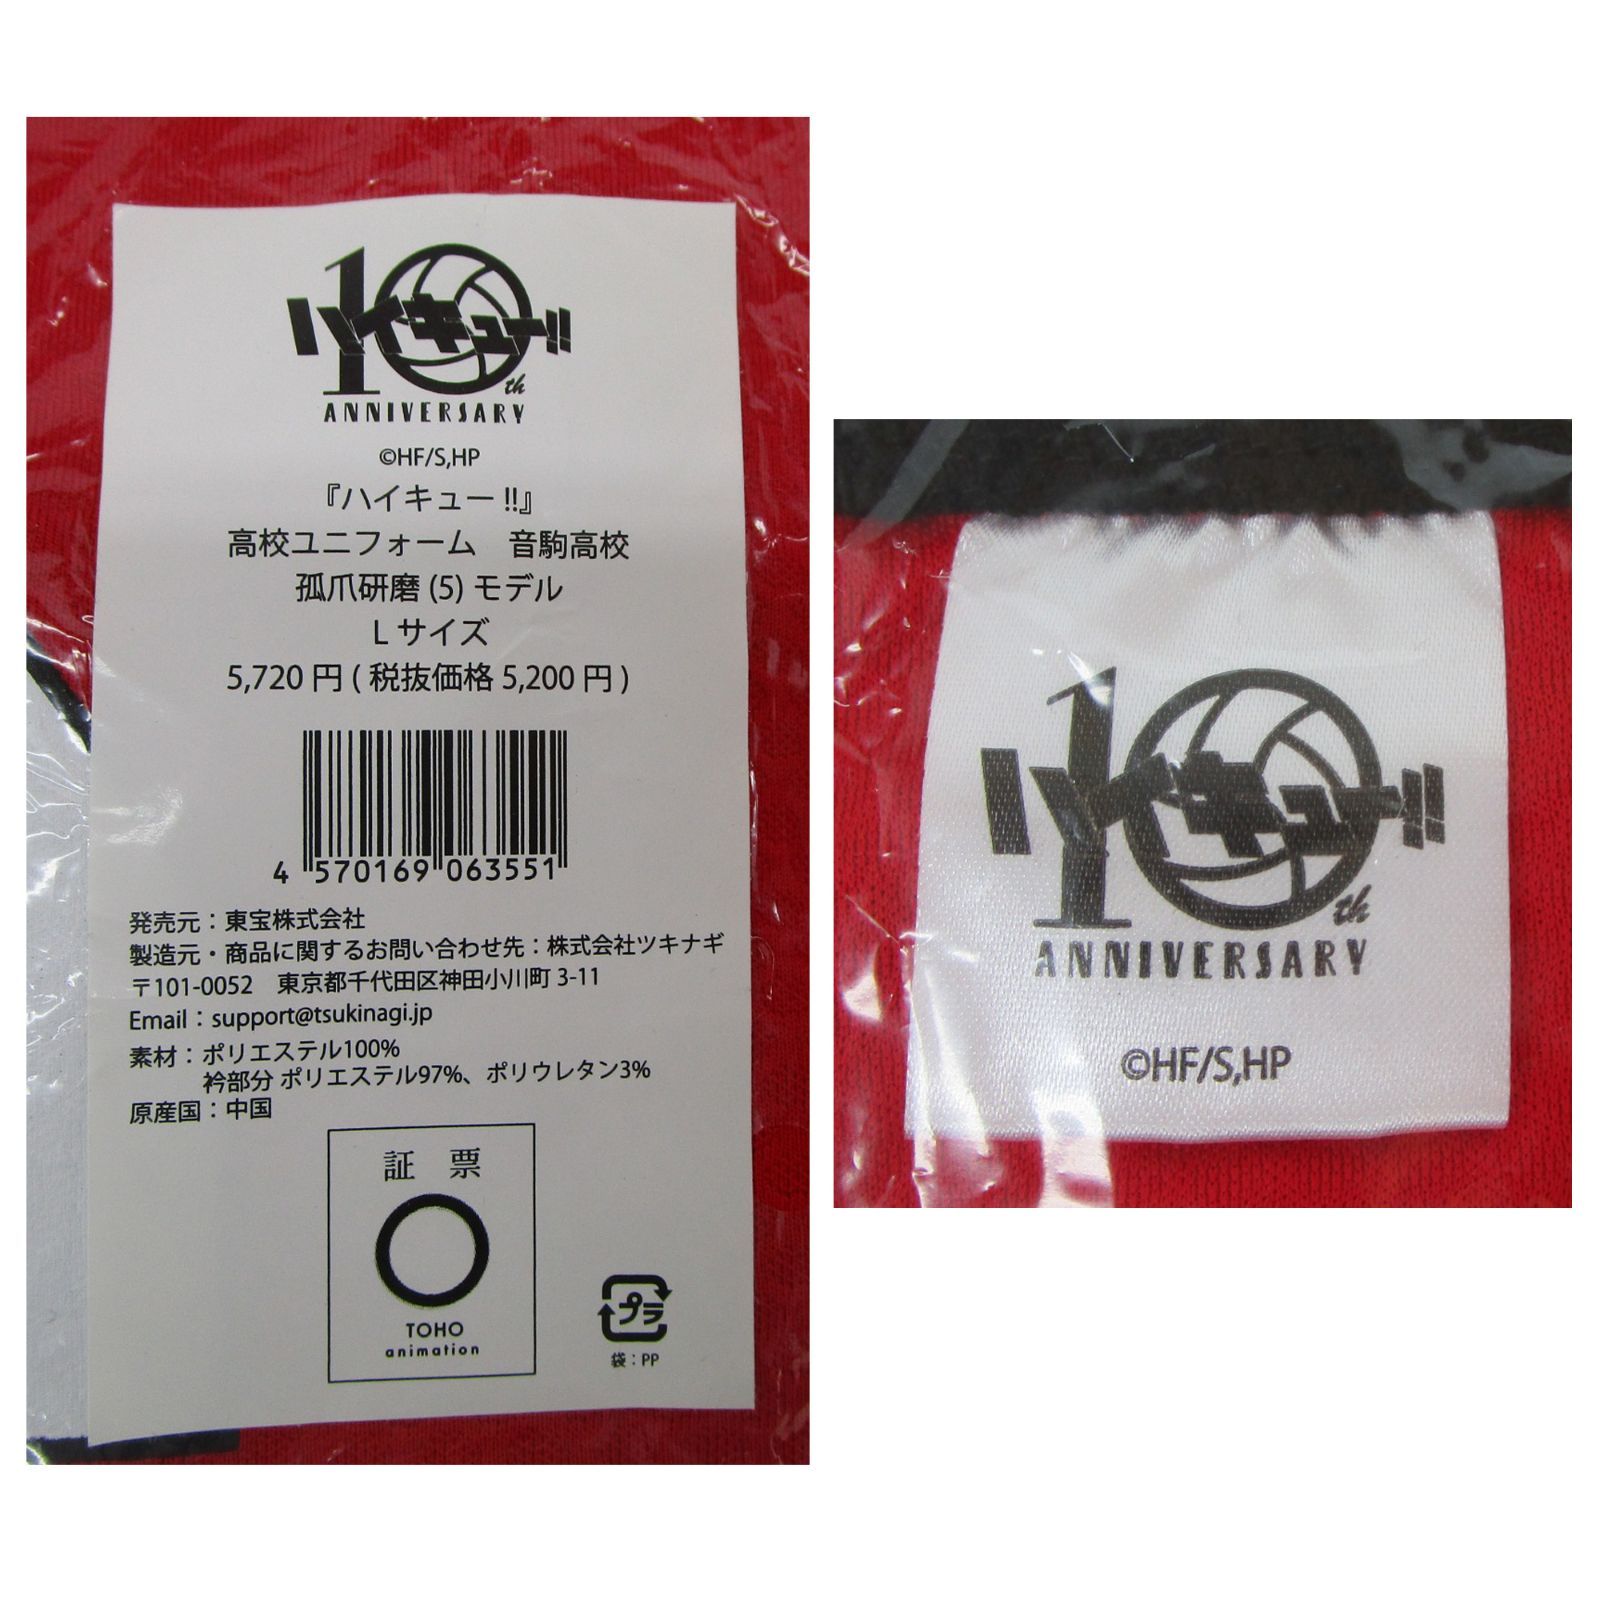 10th
ハイキュー!!
ANNIVERSARY
©HF/S,HP
『ハイキュー!!』
高校ユニフォーム　音駒高校
孤爪研磨 (5) モデル
L サイズ
5,720 円 ( 税抜価格 5,200 円 )
4 570169 063551
発売元：東宝株式会社
製造元・商品に関するお問い合わせ先：株式会社ツキナギ
〒101-0052　東京都千代田区神田小川町 3-11
Email：support@tsukinagi.jp
素材：ポリエステル100%
衿部分 ポリエステル97%、ポリウレタン3%
原産国：中国
証 票
TOHO
animation
プラ
袋：PP
10th
ハイキュー!!
ANNIVERSARY
©HF/S,HP